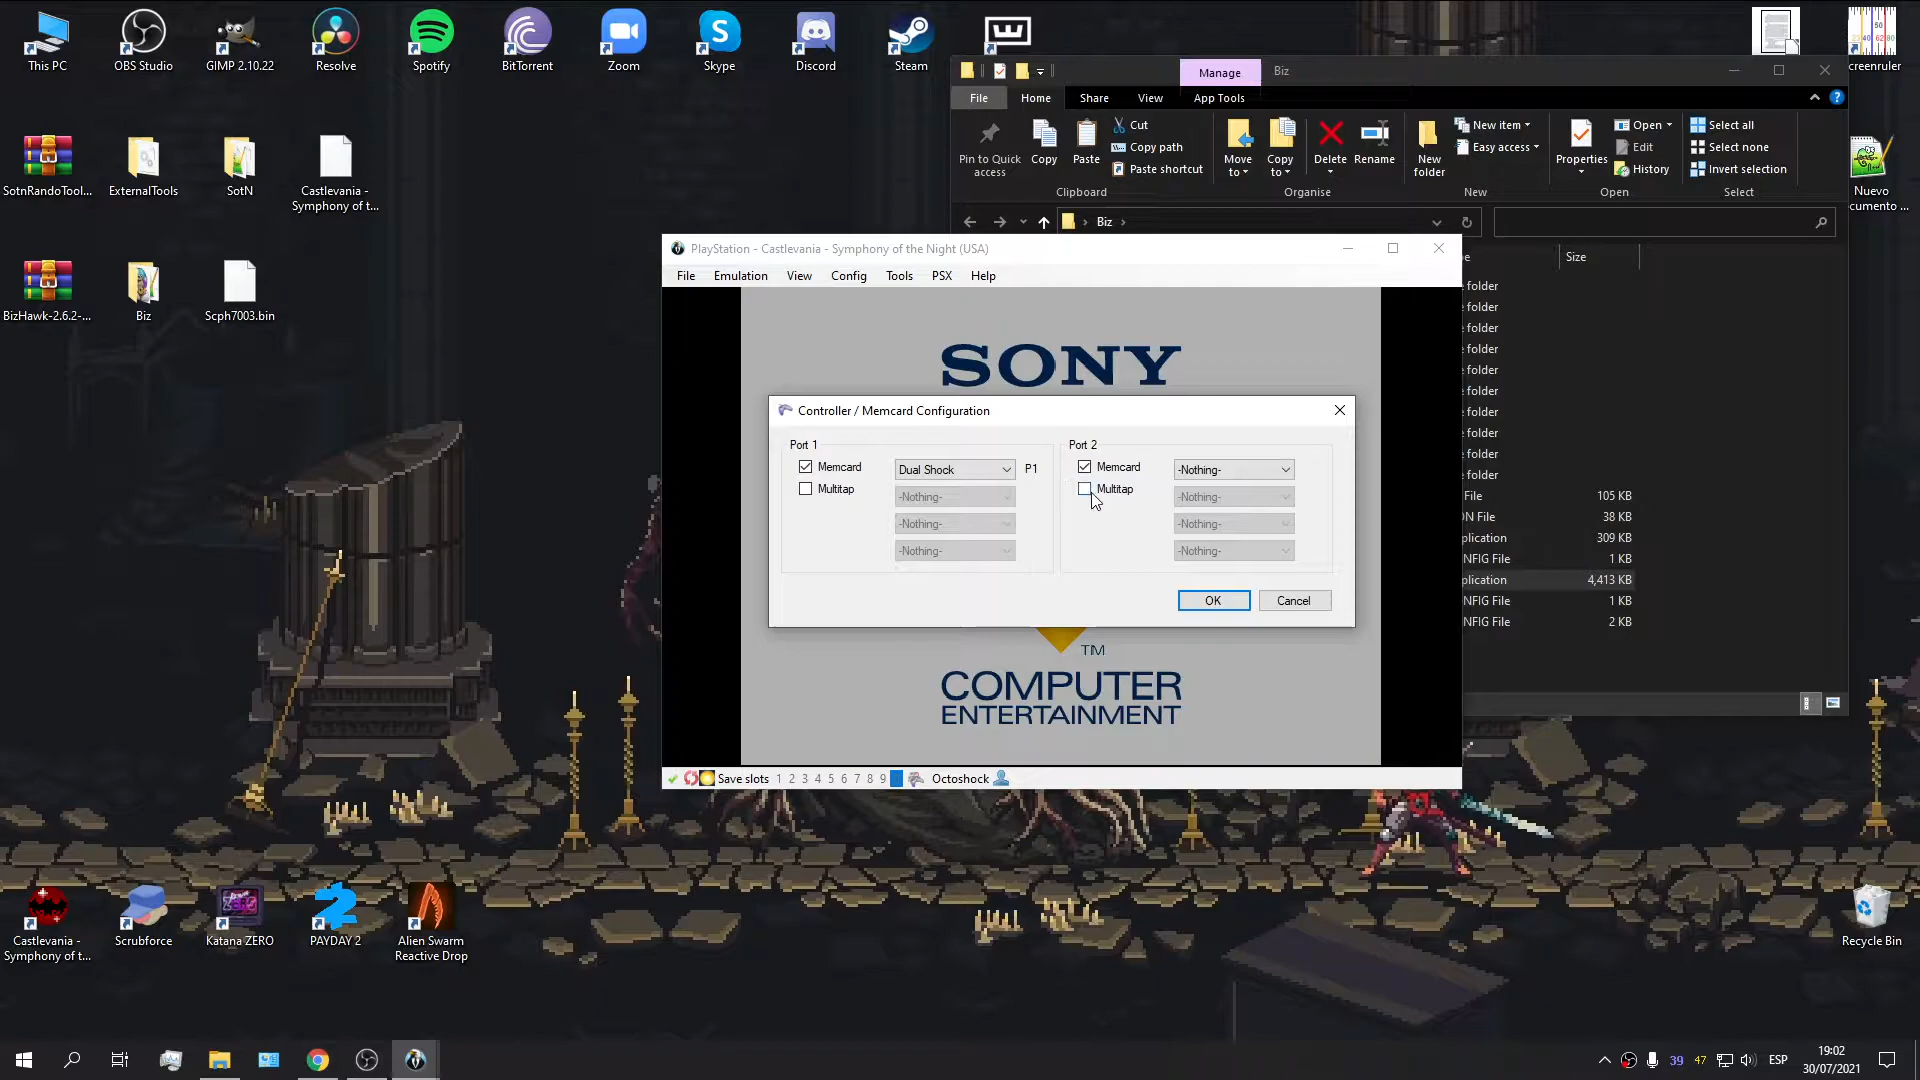 This PC
OBS Studio
GIMP 2.10.22
Resolve
Spotify
BitTorrent
Zoom
Skype
Discord
Steam
creenruler
SotnRandoTool...
ExternalTools
SotN
Castlevania -
Symphony of t...
Nuevo
cumento ...
BizHawk-2.6.2-...
Biz
Scph7003.bin
Manage
Biz
File
Home
Share
View
App Tools
Pin to Quick
access
Copy
Paste
Cut
Copy path
Paste shortcut
Clipboard
Move
to
Copy
to
Delete
Rename
Organise
New
folder
New item
Easy access
New
Properties
Open
Edit
History
Open
Select all
Select none
Invert selection
Select
Biz
Size
folder
folder
folder
folder
folder
folder
folder
folder
folder
folder
File 105 KB
N File 38 KB
plication 309 KB
NFIG File 1 KB
plication 4,413 KB
NFIG File 1 KB
NFIG File 2 KB
PlayStation - Castlevania - Symphony of the Night (USA)
File Emulation View Config Tools PSX Help
SONY
Controller / Memcard Configuration
Port 1
Memcard
Dual Shock
P1
Multitap
-Nothing-
-Nothing-
-Nothing-
Port 2
Memcard
-Nothing-
Multitap
-Nothing-
-Nothing-
-Nothing-
OK
Cancel
TM
COMPUTER
ENTERTAINMENT
Save slots 1 2 3 4 5 6 7 8 9 Octoshock
Castlevania -
Symphony of t...
Scrubforce
Katana ZERO
PAYDAY 2
Alien Swarm
Reactive Drop
Recycle Bin
39
47
ESP
19:02
30/07/2021